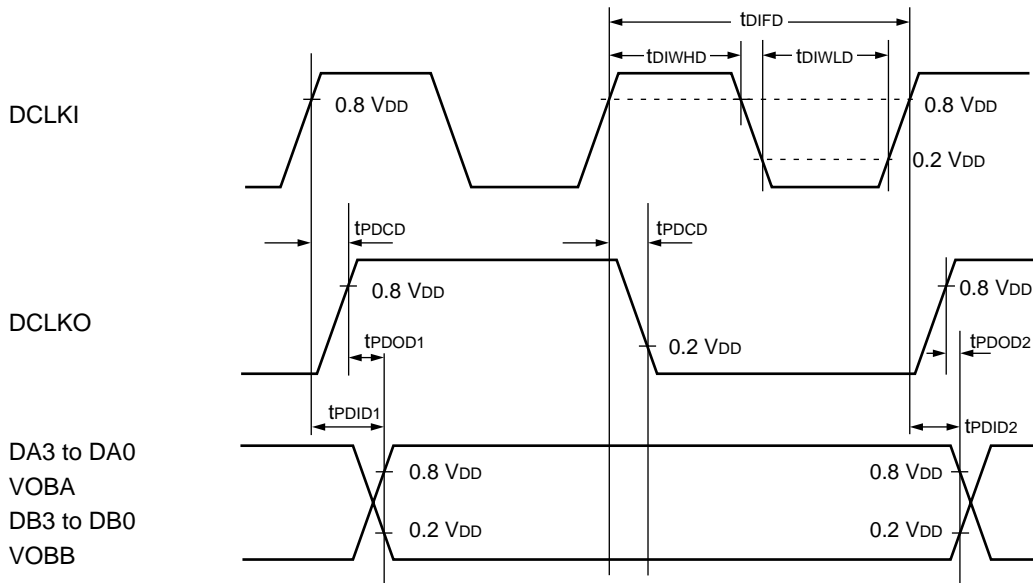 tDIFD
tDIWHD
tDIWLD
DCLKI
0.8 VDD
0.8 VDD
0.2 VDD
tPDCD
tPDCD
DCLKO
0.8 VDD
0.8 VDD
tPDOD1
0.2 VDD
tPDOD2
tPDID1
tPDID2
DA3 to DA0
VOBA
DB3 to DB0
VOBB
0.8 VDD
0.8 VDD
0.2 VDD
0.2 VDD